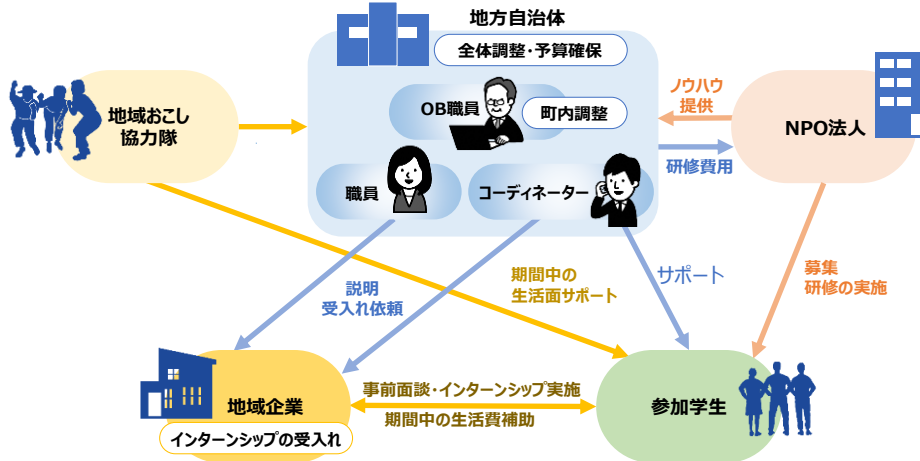 地方自治体
全体調整・予算確保
地域おこし
協力隊
OB職員
町内調整
ノウハウ
提供
NPO法人
研修費用
職員
コーディネーター
説明
受入れ依頼
期間中の
生活面サポート
サポート
募集
研修の実施
地域企業
インターンシップの受入れ
事前面談・インターンシップ実施
期間中の生活費補助
参加学生